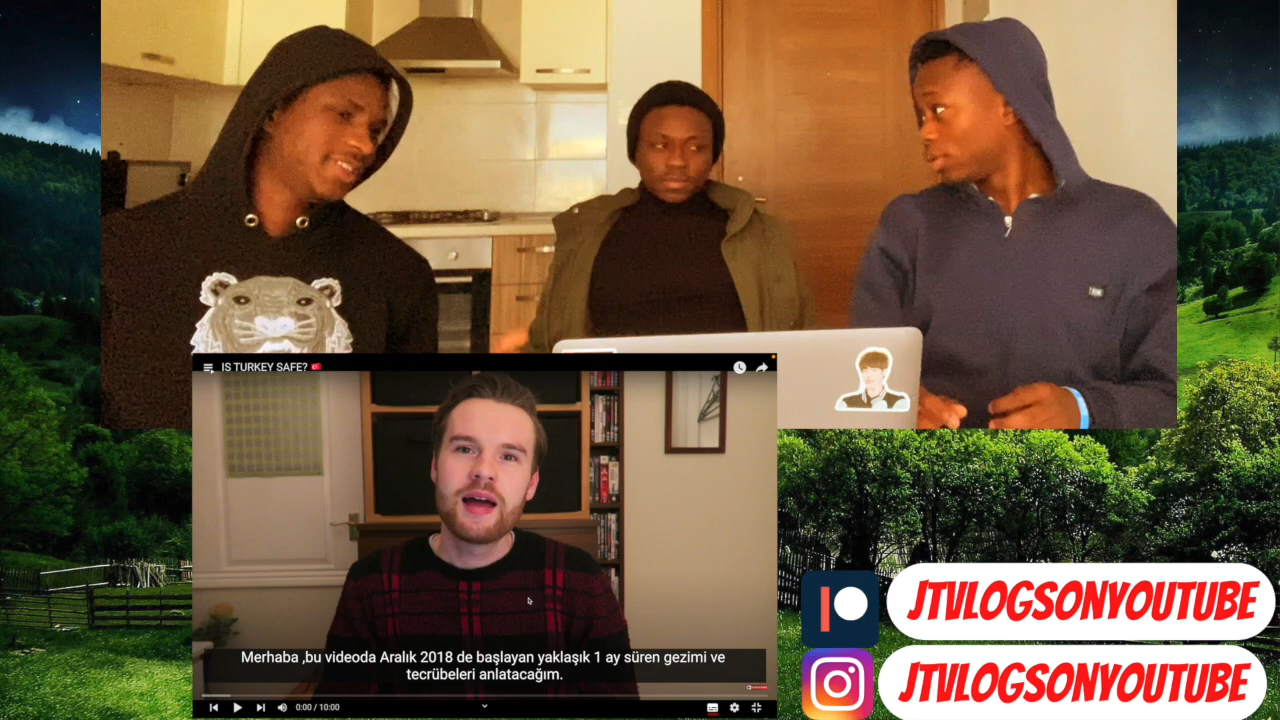 IS TURKEY SAFE?
Merhaba ,bu videoda Aralık 2018 de başlayan yaklaşık 1 ay süren gezimi ve
tecrübeleri anlatacağım.
0:00 / 10:00
JTVLOGSONYOUTUBE
JTVLOGSONYOUTUBE